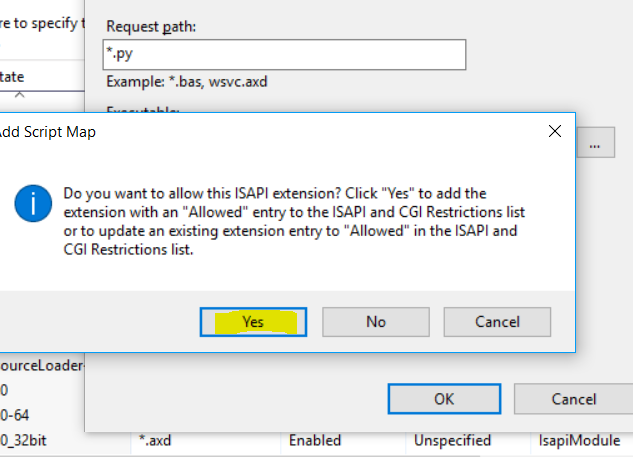 re to specify t
Request path:
*.py
tate
Example: *.bas, wsvc.axd
Executable:
...
Add Script Map
Do you want to allow this ISAPI extension? Click "Yes" to add the
extension with an "Allowed" entry to the ISAPI and CGI Restrictions list
or to update an existing extension entry to "Allowed" in the ISAPI and
CGI Restrictions list.
Yes No Cancel
ourceLoader-
0
OK Cancel
0-64
0_32bit *.axd Enabled Unspecified IsapiModule